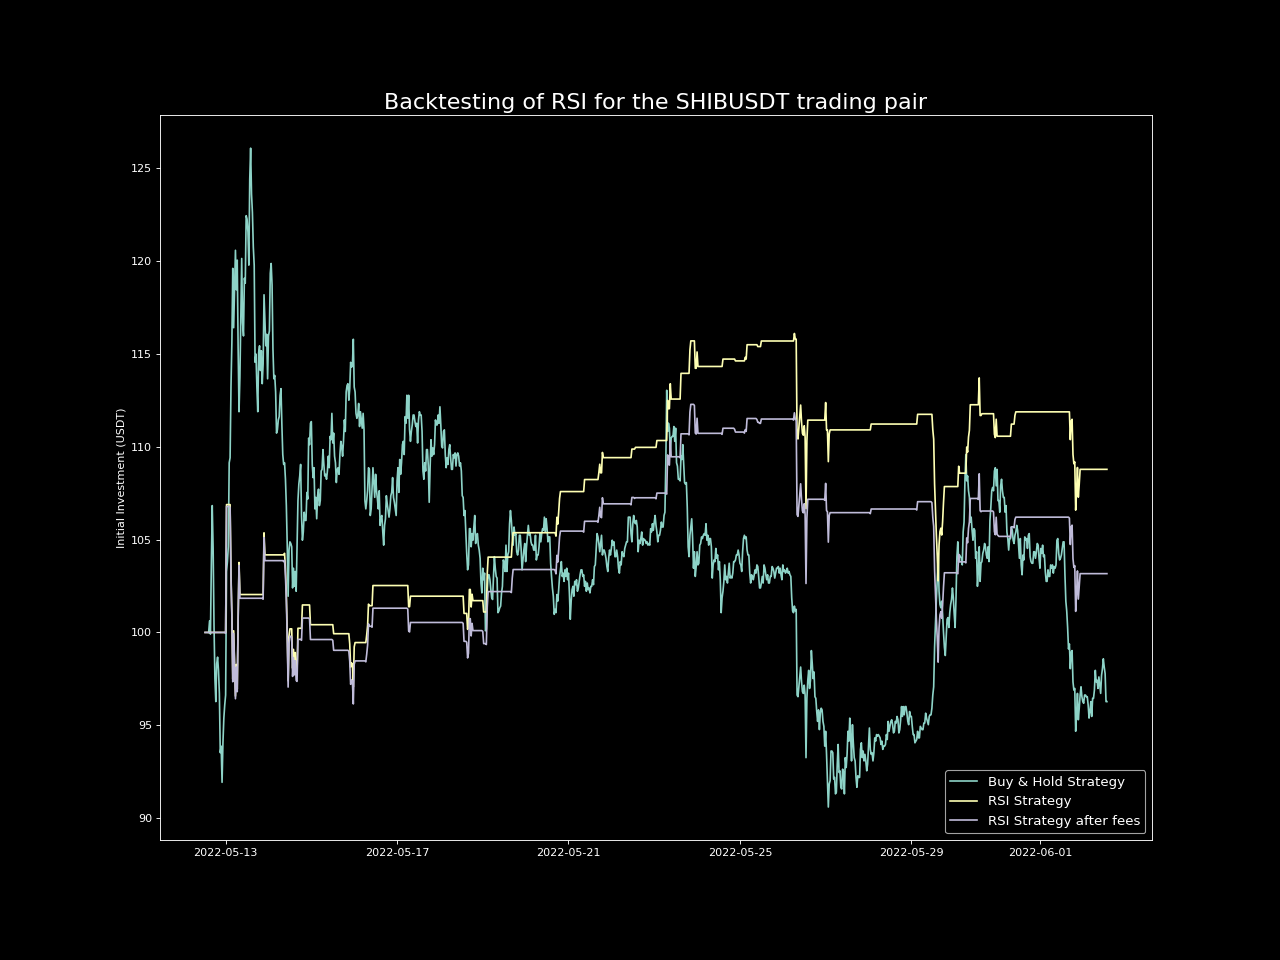 Backtesting of RSI for the SHIBUSDT trading pair
Initial Investment (USDT)
125
120
115
110
105
100
95
90
2022-05-13 2022-05-17 2022-05-21 2022-05-25 2022-05-29 2022-06-01
Buy & Hold Strategy
RSI Strategy
RSI Strategy after fees